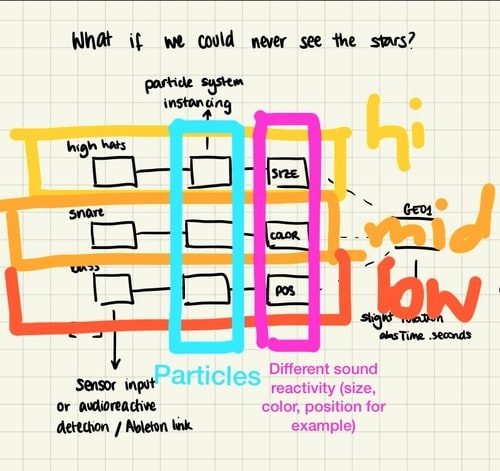 What if we could never see the stars?
particle system
instancing
hi
high hats
SIZE
snare
GEO1
COLOR
mid
bass
POS
low
slight rotation
absTime.seconds
Particles
Different sound
reactivity (size,
color, position for
example)
sensor input
or audioreactive
detection / Ableton link